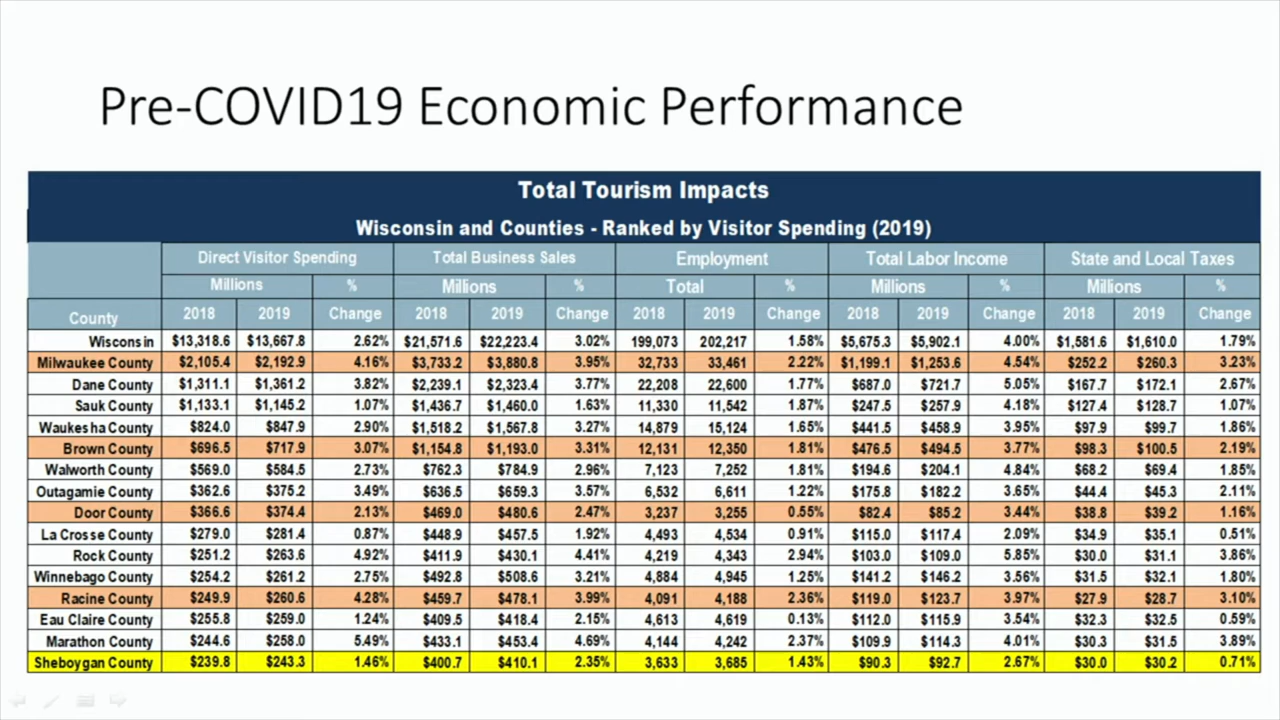 Pre-COVID19 Economic Performance
Total Tourism Impacts
Wisconsin and Counties - Ranked by Visitor Spending (2019)
Direct Visitor Spending Total Business Sales Employment Total Labor Income State and Local Taxes
Millions % Millions % Total % Millions % Millions %
County 2018 2019 Change 2018 2019 Change 2018 2019 Change 2018 2019 Change 2018 2019 Change
Wisconsin $13,318.6 $13,667.8 2.62% $21,571.6 $22,223.4 3.02% 199,073 202,217 1.58% $5,675.3 $5,902.1 4.00% $1,581.6 $1,610.0 1.79%
Milwaukee County $2,105.4 $2,192.9 4.16% $3,733.2 $3,880.8 3.95% 32,733 33,461 2.22% $1,199.1 $1,253.6 4.54% $252.2 $260.3 3.23%
Dane County $1,311.1 $1,361.2 3.82% $2,239.1 $2,323.4 3.77% 22,208 22,600 1.77% $687.0 $721.7 5.05% $167.7 $172.1 2.67%
Sauk County $1,133.1 $1,145.2 1.07% $1,436.7 $1,460.0 1.63% 11,330 11,542 1.87% $247.5 $257.9 4.18% $127.4 $128.7 1.07%
Waukesha County $824.0 $847.9 2.90% $1,518.2 $1,567.8 3.27% 14,879 15,124 1.65% $441.5 $458.9 3.95% $97.9 $99.7 1.86%
Brown County $696.5 $717.9 3.07% $1,154.8 $1,193.0 3.31% 12,131 12,350 1.81% $476.5 $494.5 3.77% $98.3 $100.5 2.19%
Walworth County $569.0 $584.5 2.73% $762.3 $784.9 2.96% 7,123 7,252 1.81% $194.6 $204.1 4.84% $68.2 $69.4 1.85%
Outagamie County $362.6 $375.2 3.49% $636.5 $659.3 3.57% 6,532 6,611 1.22% $175.8 $182.2 3.65% $44.4 $45.3 2.11%
Door County $366.6 $374.4 2.13% $469.0 $480.6 2.47% 3,237 3,255 0.55% $82.4 $85.2 3.44% $38.8 $39.2 1.16%
La Crosse County $279.0 $281.4 0.87% $448.9 $457.5 1.92% 4,493 4,534 0.91% $115.0 $117.4 2.09% $34.9 $35.1 0.51%
Rock County $251.2 $263.6 4.92% $411.9 $430.1 4.41% 4,219 4,343 2.94% $103.0 $109.0 5.85% $30.0 $31.1 3.86%
Winnebago County $254.2 $261.2 2.75% $492.8 $508.6 3.21% 4,884 4,945 1.25% $141.2 $146.2 3.56% $31.5 $32.1 1.80%
Racine County $249.9 $260.6 4.28% $459.7 $478.1 3.99% 4,091 4,188 2.36% $119.0 $123.7 3.97% $27.9 $28.7 3.10%
Eau Claire County $255.8 $259.0 1.24% $409.5 $418.4 2.15% 4,613 4,619 0.13% $112.0 $115.9 3.54% $32.3 $32.5 0.59%
Marathon County $244.6 $258.0 5.49% $433.1 $453.4 4.69% 4,144 4,242 2.37% $109.9 $114.3 4.01% $30.3 $31.5 3.89%
Sheboygan County $239.8 $243.3 1.46% $400.7 $410.1 2.35% 3,633 3,685 1.43% $90.3 $92.7 2.67% $30.0 $30.2 0.71%